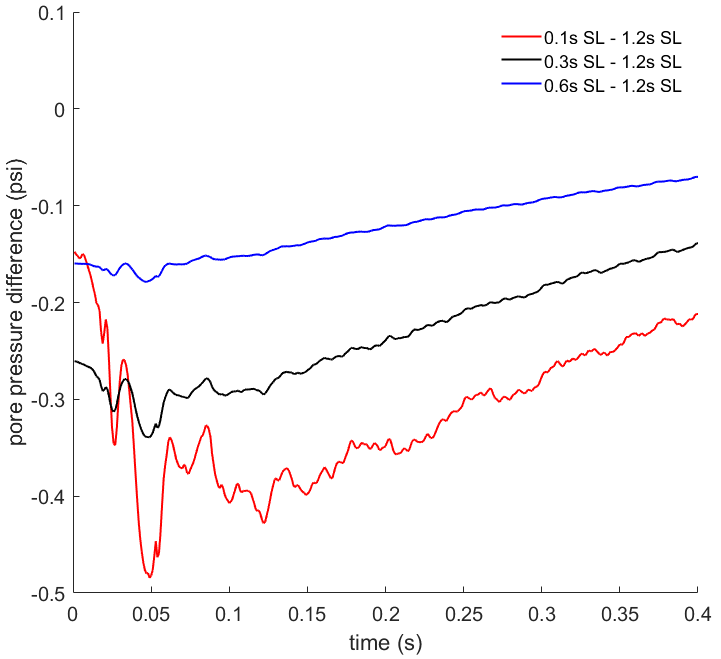 0.1
0
-0.1
-0.2
-0.3
-0.4
-0.5
pore pressure difference (psi)
0.1s SL - 1.2s SL
0.3s SL - 1.2s SL
0.6s SL - 1.2s SL
0 0.05 0.1 0.15 0.2 0.25 0.3 0.35 0.4
time (s)